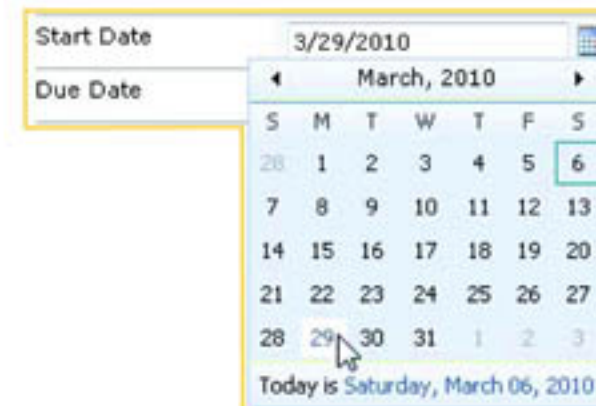 Start Date 3/29/2010
Due Date
March, 2010
S M T W T F S
28 1 2 3 4 5 6
7 8 9 10 11 12 13
14 15 16 17 18 19 20
21 22 23 24 25 26 27
28 29 30 31 1 2 3
Today is Saturday, March 06, 2010